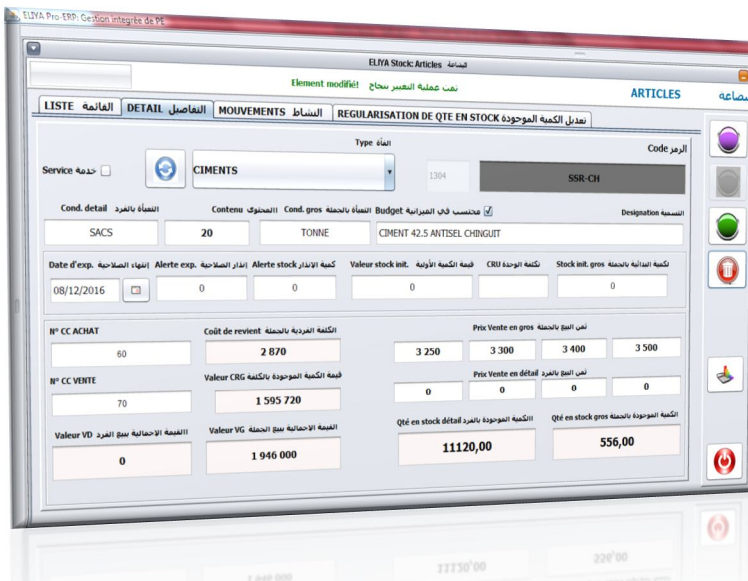 ELIYA Pro-ERP: Gestion integrée de PE
ELIYA Stock: Articles البضاعة
Element modifié! تمت عملية التغيير بنجاح
ARTICLES
LISTE القائمة DETAIL التفاصيل MOUVEMENTS النشاط REGULARISATION DE QTE EN STOCK تعديل الكمية الموجودة
Type الفئة
Code الرمز
Service خدمة
CIMENTS
1304
SSR-CH
Cond. detail التعبأة بالفرد
Contenu المحتوى
Cond. gros التعبأة بالجملة
Budget محتسب في الميزانية
Designation التسمية
SACS
20
TONNE
CIMENT 42.5 ANTISEL CHINGUIT
Date d'exp. إنتهاء الصلاحية
Alerte exp. إنذار الصلاحية
Alerte stock كمية الإنذار
Valeur stock init. قيمة الكمية الأولية
CRU تكلفة الوحدة
Stock init. gros الكمية البدائية بالجملة
08/12/2016
0
0
0
0
N° CC ACHAT
Coût de revient الكلفة الفردية بالجملة
Prix Vente en gros ثمن البيع بالجملة
60
2 870
3 250
3 300
3 400
3 500
N° CC VENTE
Valeur CRG قيمة الكمية الموجودة بالكلفة
Prix Vente en détail ثمن البيع بالفرد
70
1 595 720
0
0
0
0
Valeur VD القيمة الاجمالية ببيع الفرد
Valeur VG القيمة الاجمالية ببيع الجملة
Qté en stock détail الكمية الموجودة بالفرد
Qté en stock gros الكمية الموجودة بالجملة
0
1 946 000
11120,00
556,00